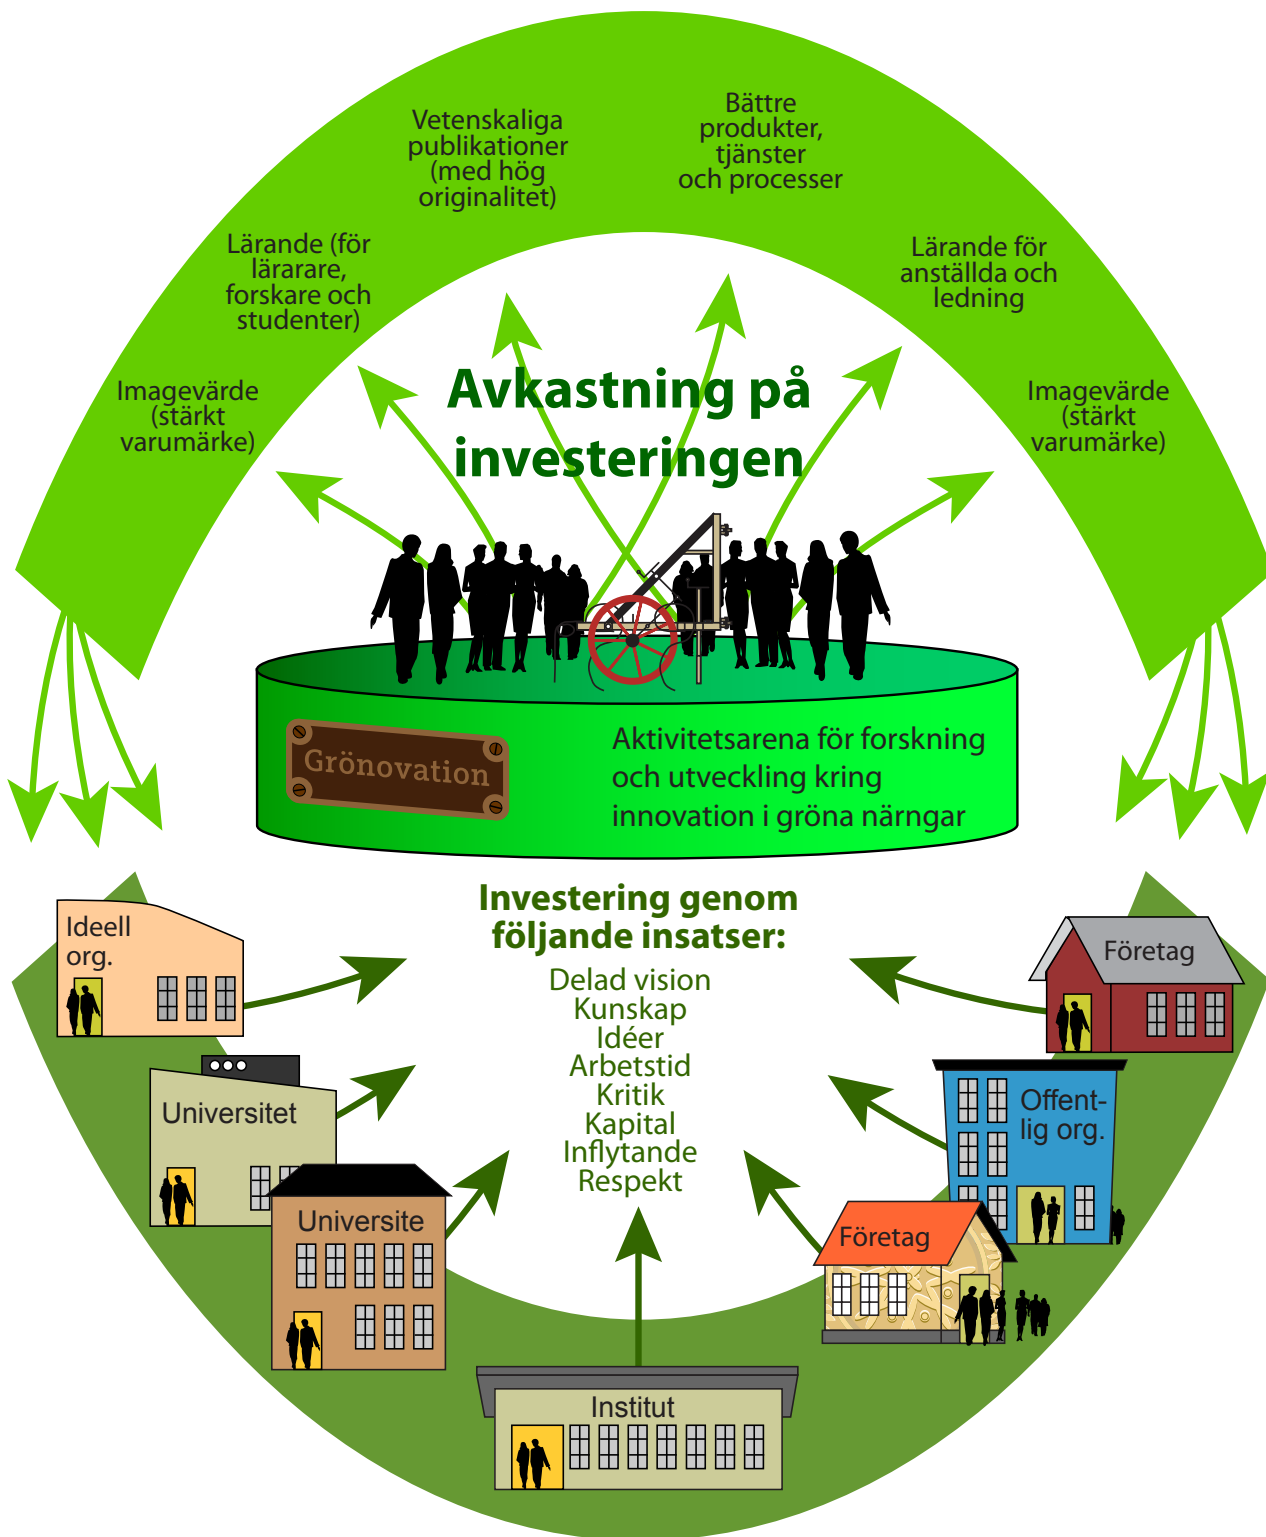 Vetenskaliga
publikationer
(med hög
originalitet)
Bättre
produkter,
tjänster
och processer
Lärande (för
lärarare,
forskare och
studenter)
Lärande för
anställda och
ledning
Imagevärde
(stärkt
varumärke)
Imagevärde
(stärkt
varumärke)
Avkastning på
investeringen
Grönovation
Aktivitetsarena för forskning
och utveckling kring
innovation i gröna närngar
Investering genom
följande insatser:
Delad vision
Kunskap
Idéer
Arbetstid
Kritik
Kapital
Inflytande
Respekt
Ideell
org.
Företag
Universitet
Offent-
lig org.
Universite
Företag
Institut